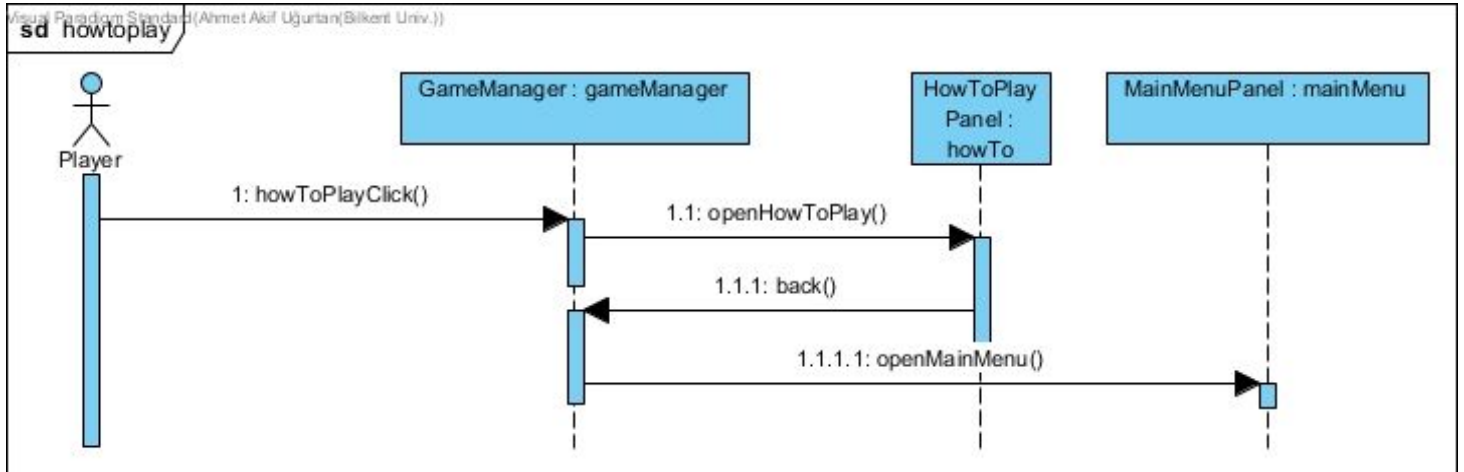 Visual Paradigm Standard(Ahmet Akif Uğurtan(Bilkent Univ.))
sd howtoplay
Player
GameManager : gameManager
HowToPlay
Panel :
howTo
MainMenuPanel : mainMenu
1: howToPlayClick()
1.1: openHowToPlay()
1.1.1: back()
1.1.1.1: openMainMenu()